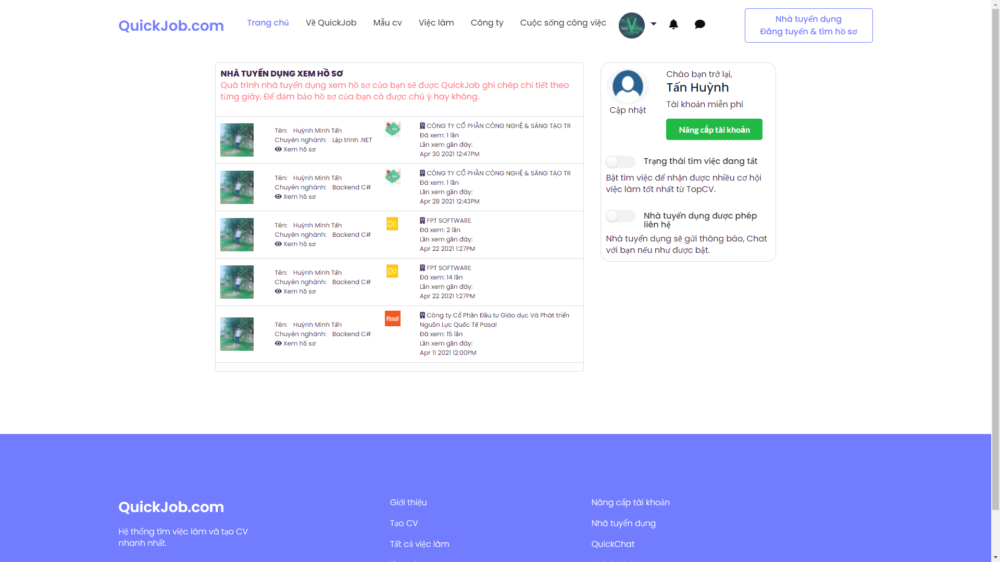 QuickJob.com
Trang chủ
Về QuickJob
Mẫu cv
Việc làm
Công ty
Cuộc sống công việc
Nhà tuyển dụng
Đăng tuyển & tìm hồ sơ
NHÀ TUYỂN DỤNG XEM HỒ SƠ
Quá trình nhà tuyển dụng xem hồ sơ của bạn sẽ được QuickJob ghi chép chi tiết theo
từng giây. Để đảm bảo hồ sơ của bạn có được chú ý hay không.
Tên: Huỳnh Minh Tấn
Chuyên nghành: Lập trình .NET
Xem hồ sơ
CÔNG TY CỔ PHẦN CÔNG NGHỆ & SÁNG TẠO TR
Đã xem: 1 lần
Lần xem gần đây:
Apr 30 2021 12:47PM
Tên: Huỳnh Minh Tấn
Chuyên nghành: Backend C#
Xem hồ sơ
CÔNG TY CỔ PHẦN CÔNG NGHỆ & SÁNG TẠO TR
Đã xem: 1 lần
Lần xem gần đây:
Apr 28 2021 12:43PM
Tên: Huỳnh Minh Tấn
Chuyên nghành: Backend C#
Xem hồ sơ
DD
FPT SOFTWARE
Đã xem: 2 lần
Lần xem gần đây:
Apr 22 2021 1:27PM
Tên: Huỳnh Minh Tấn
Chuyên nghành: Backend C#
Xem hồ sơ
DD
FPT SOFTWARE
Đã xem: 14 lần
Lần xem gần đây:
Apr 22 2021 1:27PM
Tên: Huỳnh Minh Tấn
Chuyên nghành: Backend C#
Xem hồ sơ
Pasal
Công ty Cổ Phần Đầu tư Giáo dục Và Phát triển
Nguồn Lực Quốc Tế Pasal
Đã xem: 15 lần
Lần xem gần đây:
Apr 11 2021 12:00PM
Cập nhật
Chào bạn trở lại,
Tấn Huỳnh
Tài khoản miễn phí
Nâng cấp tài khoản
Trạng thái tìm việc đang tắt
Bật tìm việc để nhận được nhiều cơ hội
việc làm tốt nhất từ TopCV.
Nhà tuyển dụng được phép
liên hệ
Nhà tuyển dụng sẽ gửi thông báo, Chat
với bạn nếu như được bật.
QuickJob.com
Hệ thống tìm việc làm và tạo CV
nhanh nhất.
Giới thiệu
Tạo CV
Tất cả việc làm
Nâng cấp tài khoản
Nhà tuyển dụng
QuickChat